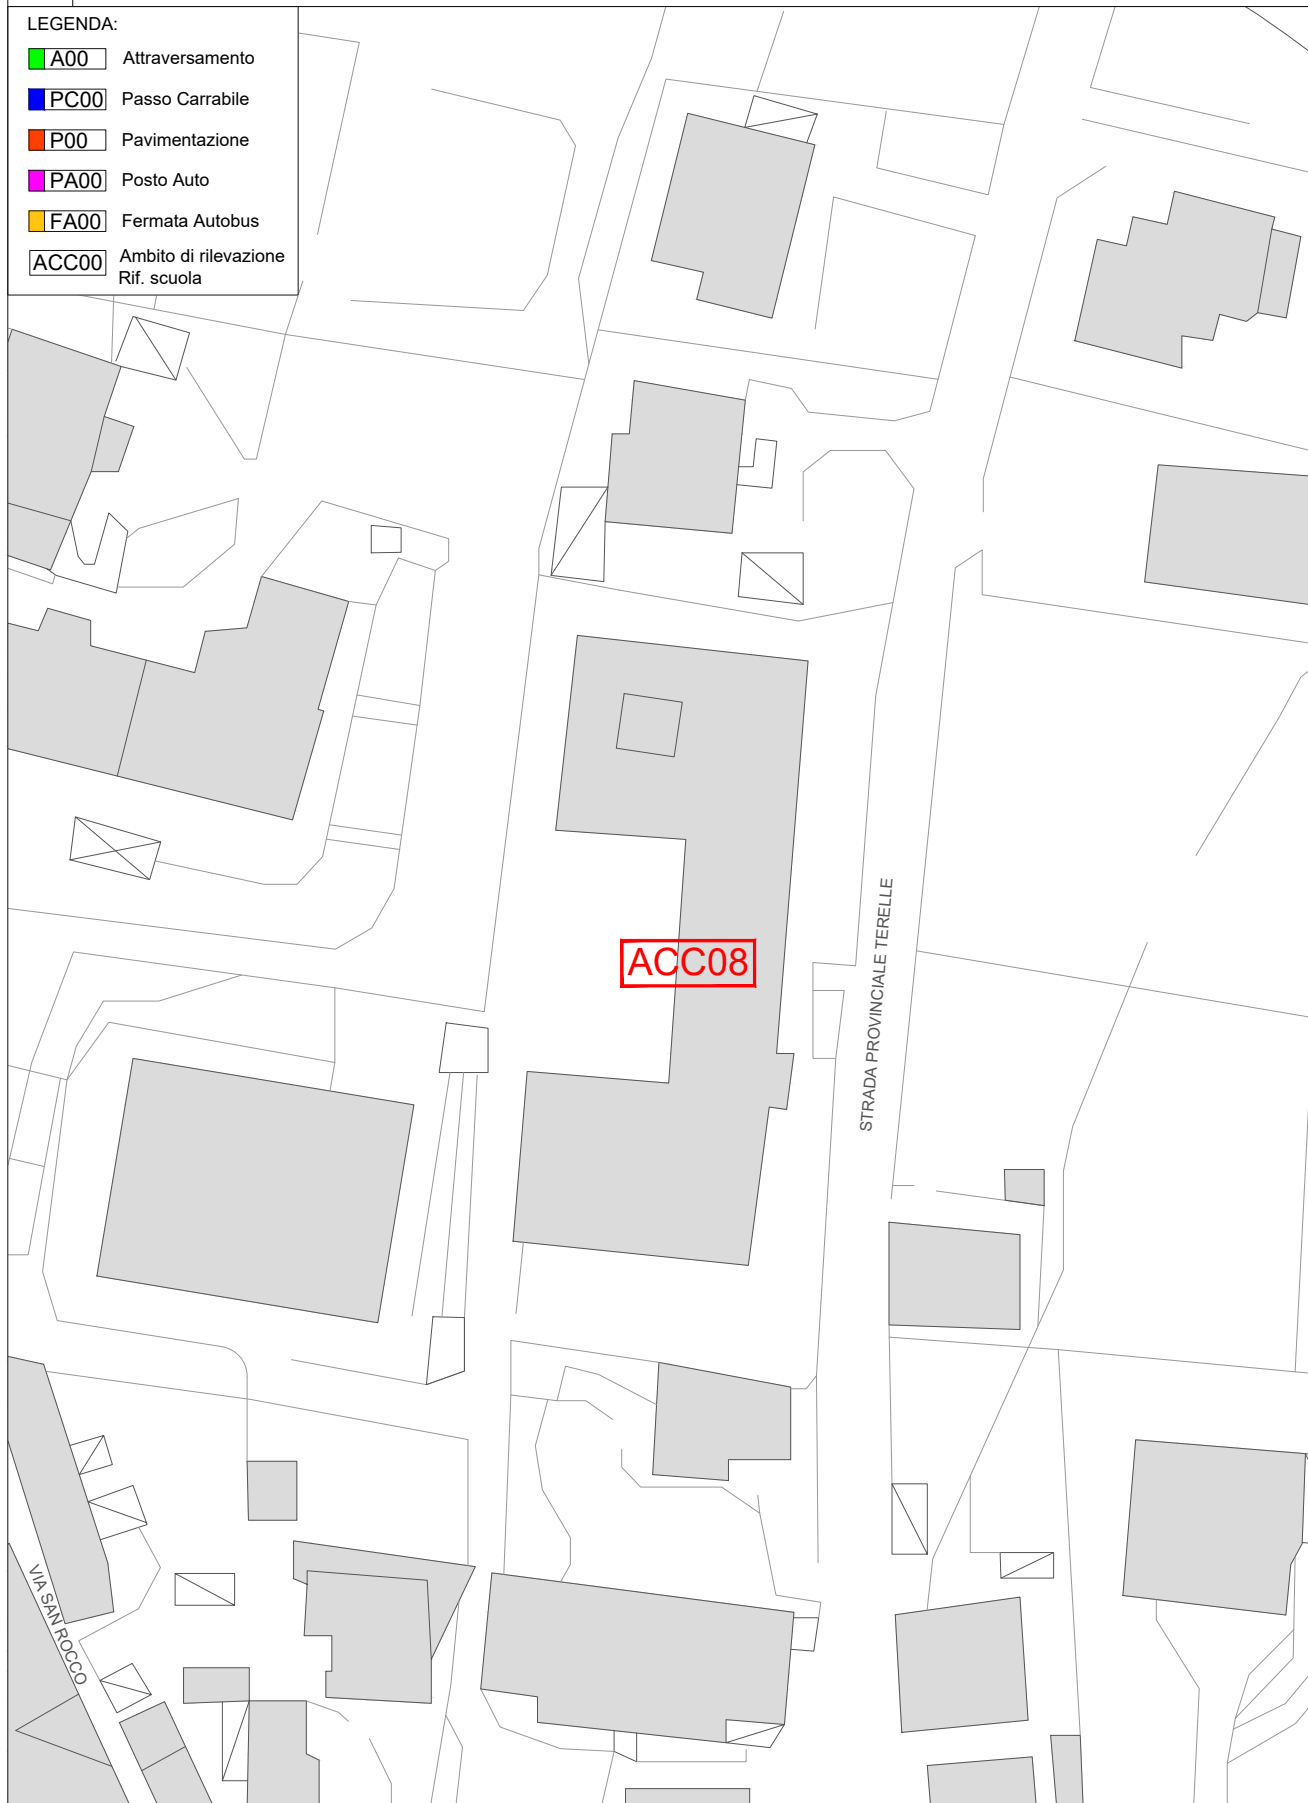 LEGENDA:
A00 Attraversamento
PC00 Passo Carrabile
P00 Pavimentazione
PA00 Posto Auto
FA00 Fermata Autobus
ACC00 Ambito di rilevazione
Rif. scuola
ACC08
STRADA PROVINCIALE TERELLE
VIA SAN ROCCO